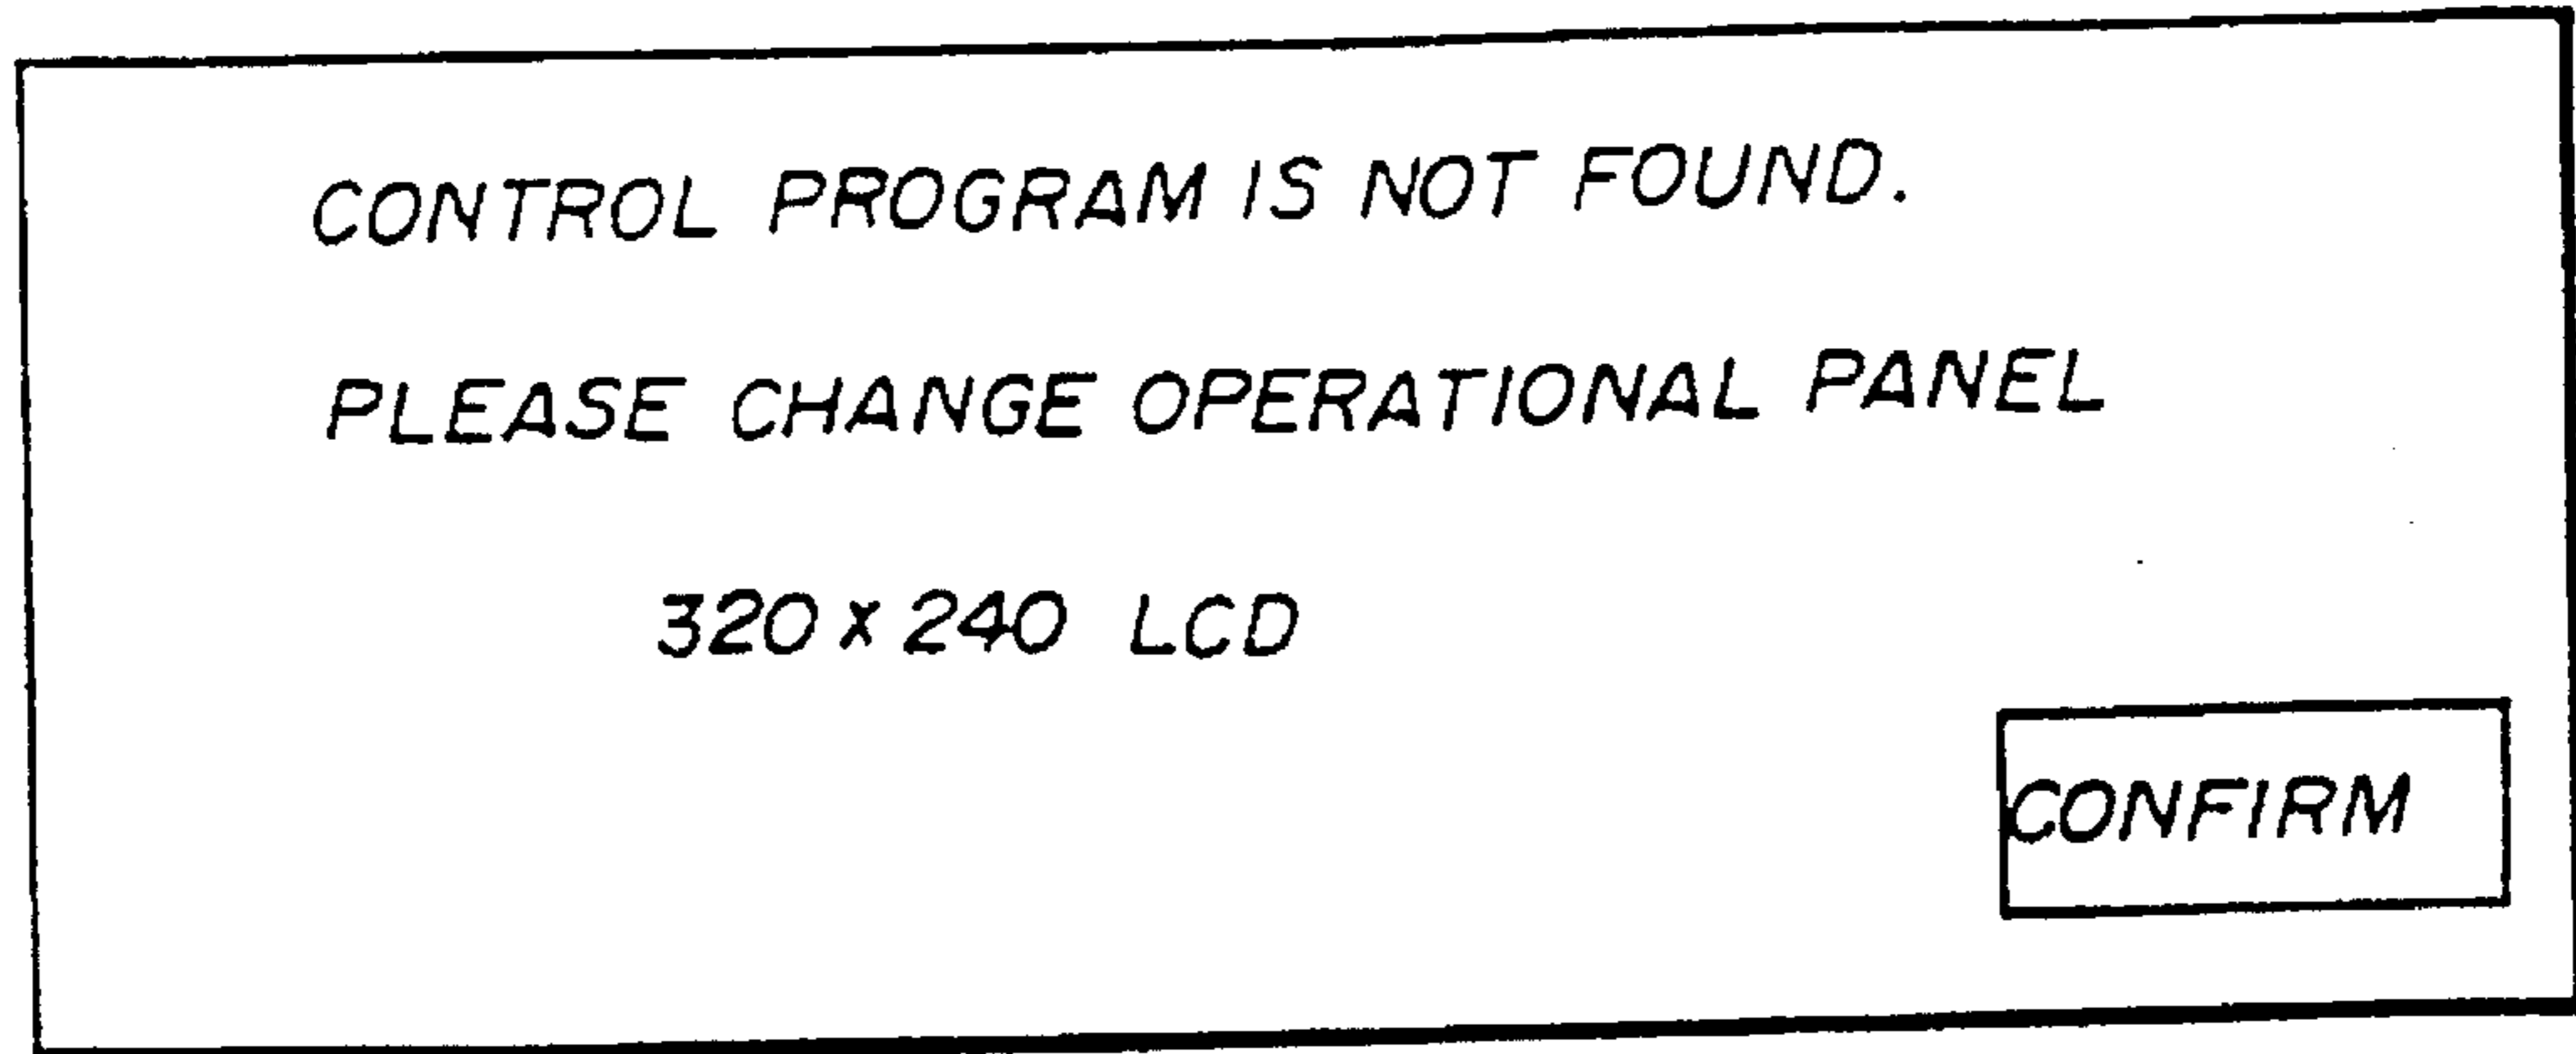 CONTROL PROGRAM IS NOT FOUND.
PLEASE CHANGE OPERATIONAL PANEL
320 x 240 LCD
CONFIRM